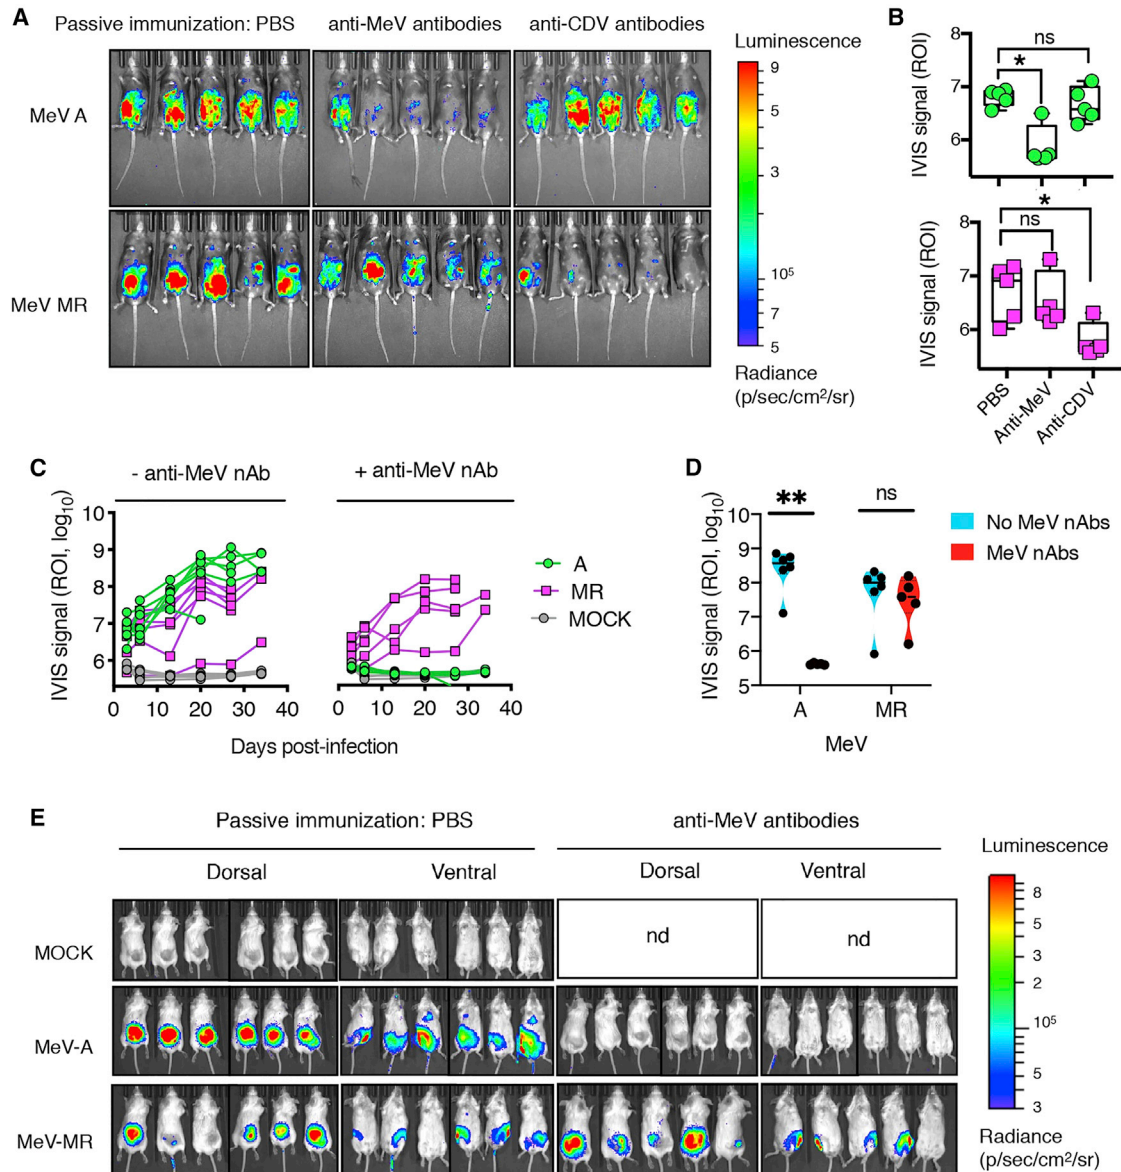 A
Passive immunization: PBS
anti-MeV antibodies
anti-CDV antibodies
MeV A
MeV MR
Luminescence
9
5
3
2
10⁵
7
5
Radiance
(p/sec/cm²/sr)
B
IVIS signal (ROI)
8
7
6
ns
*
IVIS signal (ROI)
8
7
6
*
ns
PBS
Anti-MeV
Anti-CDV
C
- anti-MeV nAb
+ anti-MeV nAb
IVIS signal (ROI, log₁₀)
10
9
8
7
6
0 10 20 30 40
0 10 20 30 40
Days post-infection
A
MR
MOCK
D
**
ns
IVIS signal (ROI, log₁₀)
10
9
8
7
6
5
A
MR
MeV
No MeV nAbs
MeV nAbs
E
Passive immunization: PBS
anti-MeV antibodies
Dorsal
Ventral
Dorsal
Ventral
MOCK
nd
nd
MeV-A
MeV-MR
Luminescence
8
5
4
2
10⁵
8
5
4
3
Radiance
(p/sec/cm²/sr)